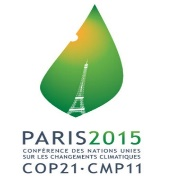 PARIS2015
CONFÉRENCE DES NATIONS UNIES
SUR LES CHANGEMENTS CLIMATIQUES
COP21·CMP11